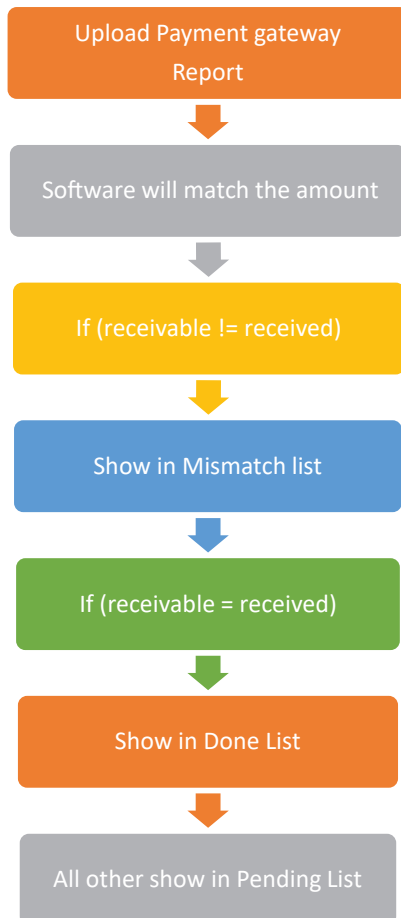 Upload Payment gateway
Report
Software will match the amount
If (receivable != received)
Show in Mismatch list
If (receivable = received)
Show in Done List
All other show in Pending List